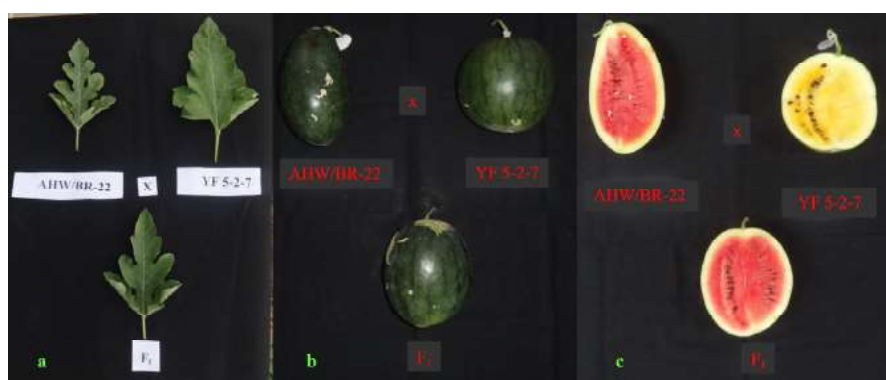 AHW/BR-22 X YF 5-2-7
F₁
a
x
AHW/BR-22 YF 5-2-7
F₁
b
x
AHW/BR-22 YF 5-2-7
F₁
c